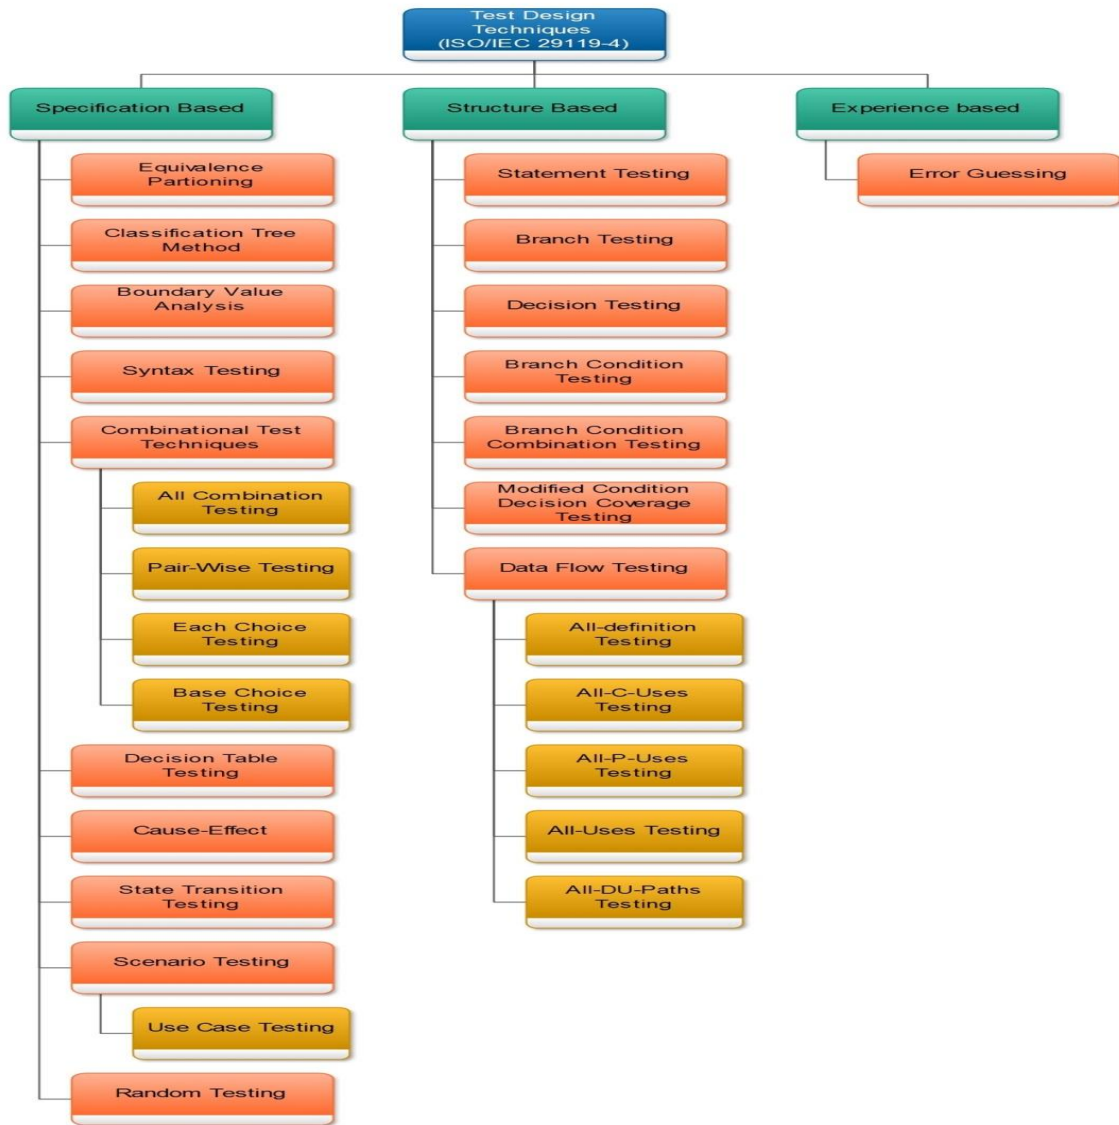 Test Design
Techniques
(ISO/IEC 29119-4)
Specification Based
Equivalence
Partioning
Classification Tree
Method
Boundary Value
Analysis
Syntax Testing
Combinational Test
Techniques
All Combination
Testing
Pair-Wise Testing
Each Choice
Testing
Base Choice
Testing
Decision Table
Testing
Cause-Effect
State Transition
Testing
Scenario Testing
Use Case Testing
Random Testing
Structure Based
Statement Testing
Branch Testing
Decision Testing
Branch Condition
Testing
Branch Condition
Combination Testing
Modified Condition
Decision Coverage
Testing
Data Flow Testing
All-definition
Testing
All-C-Uses
Testing
All-P-Uses
Testing
All-Uses Testing
All-DU-Paths
Testing
Experience based
Error Guessing